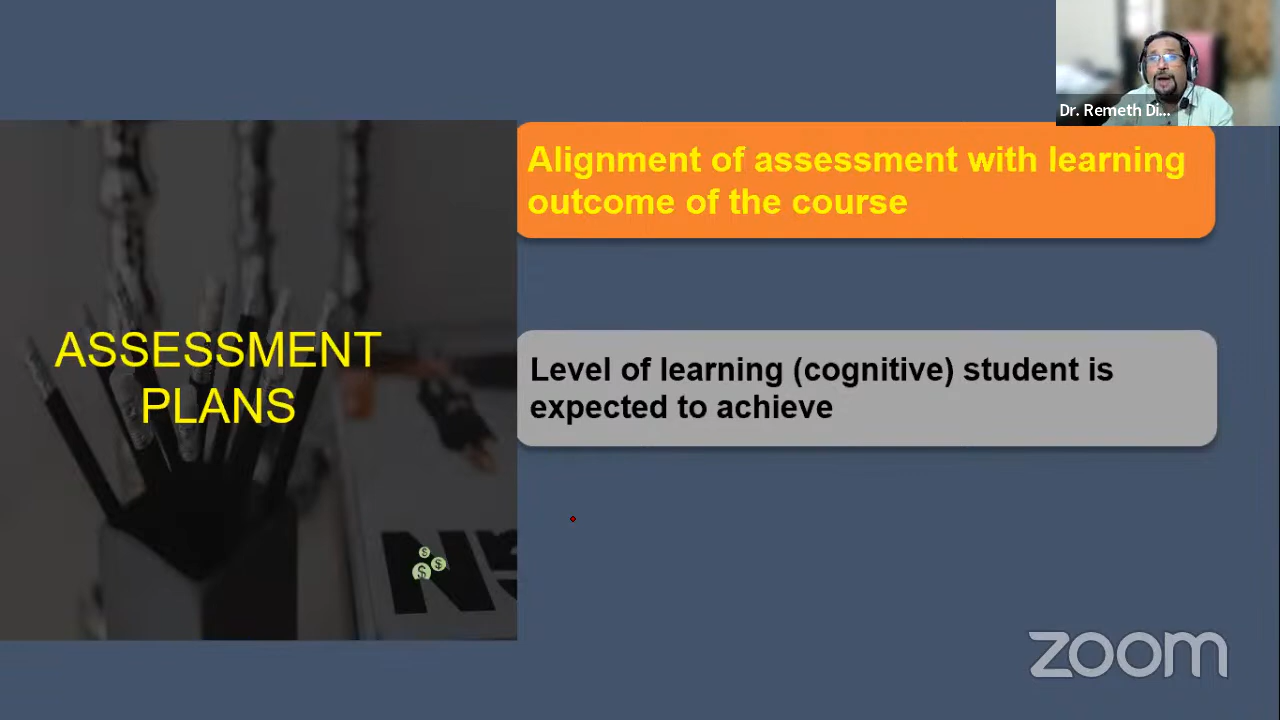 Dr. Remeth Di...
Alignment of assessment with learning
outcome of the course
ASSESSMENT
PLANS
Level of learning (cognitive) student is
expected to achieve
zoom